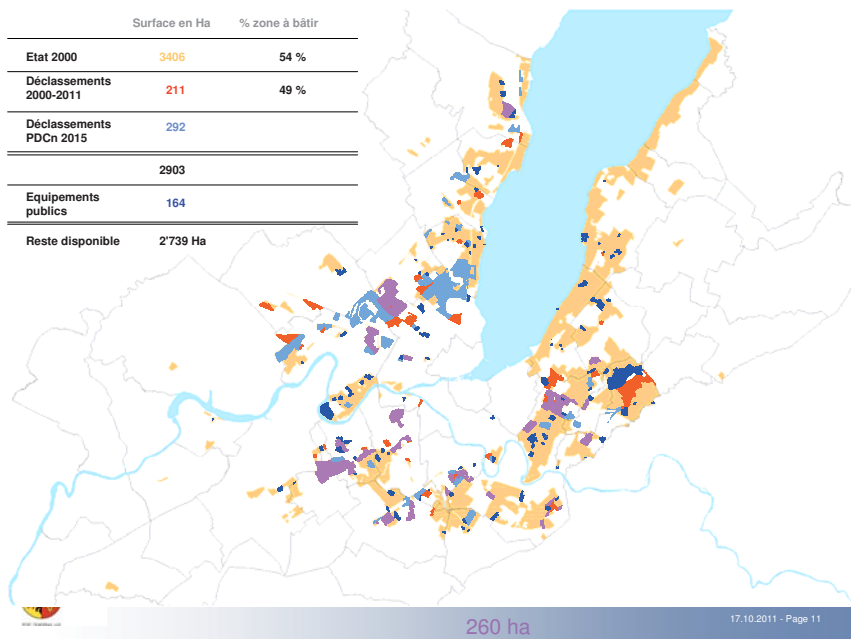 Surface en Ha % zone à bâtir
Etat 2000 3406 54 %
Déclassements
2000-2011 211 49 %
Déclassements
PDCn 2015 292
2903
Equipements
publics 164
Reste disponible 2'739 Ha
17.10.2011 - Page 11
260 ha